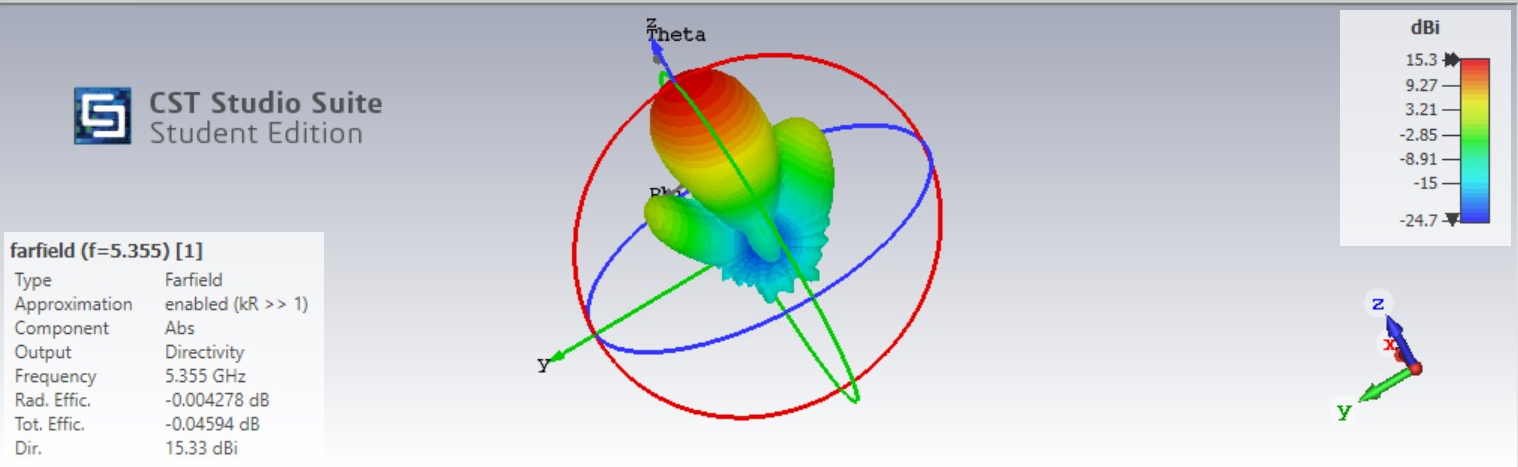 z
Theta
Phi
y
CST Studio Suite
Student Edition
dBi
15.3
9.27
3.21
-2.85
-8.91
-15
-24.7
farfield (f=5.355) [1]
Type Farfield
Approximation enabled (kR >> 1)
Component Abs
Output Directivity
Frequency 5.355 GHz
Rad. Effic. -0.004278 dB
Tot. Effic. -0.04594 dB
Dir. 15.33 dBi
z
x
y